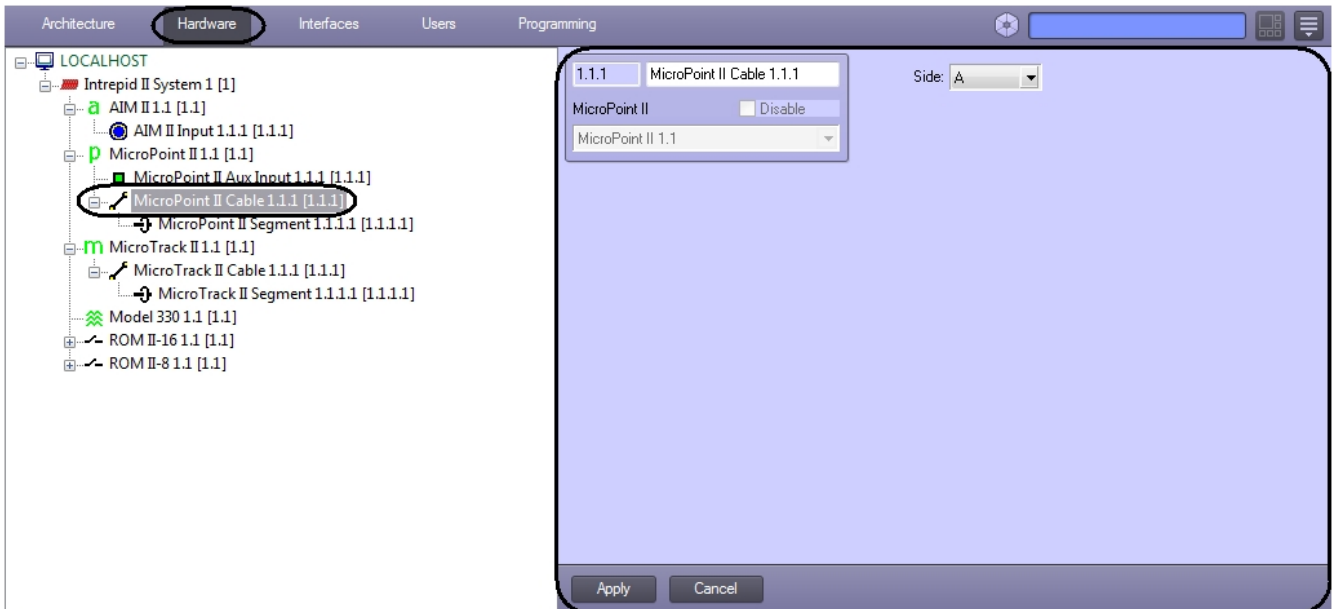 Architecture Hardware Interfaces Users Programming
LOCALHOST
Intrepid II System 1 [1]
a AIM II 1.1 [1.1]
AIM II Input 1.1.1 [1.1.1]
p MicroPoint II 1.1 [1.1]
MicroPoint II Aux Input 1.1.1 [1.1.1]
MicroPoint II Cable 1.1.1 [1.1.1]
MicroPoint II Segment 1.1.1.1 [1.1.1.1]
m MicroTrack II 1.1 [1.1]
MicroTrack II Cable 1.1.1 [1.1.1]
MicroTrack II Segment 1.1.1.1 [1.1.1.1]
Model 330 1.1 [1.1]
ROM II-16 1.1 [1.1]
ROM II-8 1.1 [1.1]
1.1.1 MicroPoint II Cable 1.1.1 Side: A
MicroPoint II Disable
MicroPoint II 1.1
Apply Cancel